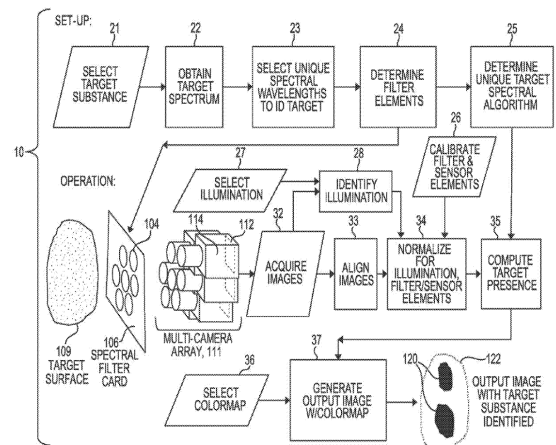 SET-UP:
21
SELECT
TARGET
SUBSTANCE
22
OBTAIN
TARGET
SPECTRUM
23
SELECT UNIQUE
SPECTRAL
WAVELENGTHS
TO ID TARGET
24
DETERMINE
FILTER
ELEMENTS
25
DETERMINE
UNIQUE TARGET
SPECTRAL
ALGORITHM
26
CALIBRATE
FILTER &
SENSOR
ELEMENTS
10
OPERATION:
27
SELECT
ILLUMINATION
28
IDENTIFY
ILLUMINATION
104
114
112
32
ACQUIRE
IMAGES
33
ALIGN
IMAGES
34
NORMALIZE
FOR
ILLUMINATION,
FILTER/SENSOR
ELEMENTS
35
COMPUTE
TARGET
PRESENCE
109
TARGET
SURFACE
106
SPECTRAL
FILTER
CARD
MULTI-CAMERA
ARRAY, 111
36
SELECT
COLORMAP
37
GENERATE
OUTPUT IMAGE
W/COLORMAP
120
122
OUTPUT IMAGE
WITH TARGET
SUBSTANCE
IDENTIFIED